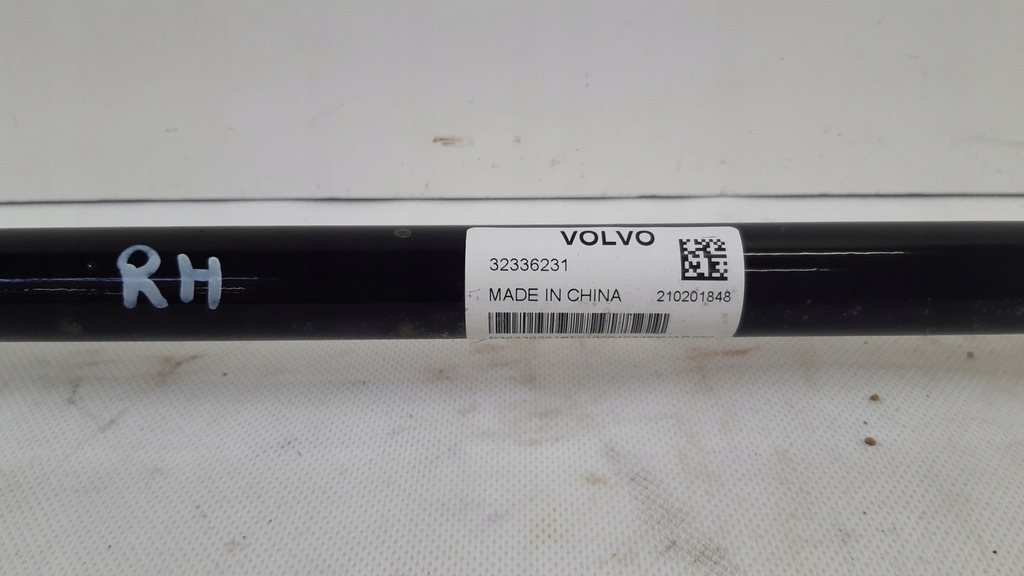 RH
VOLVO
32336231
MADE IN CHINA 210201848